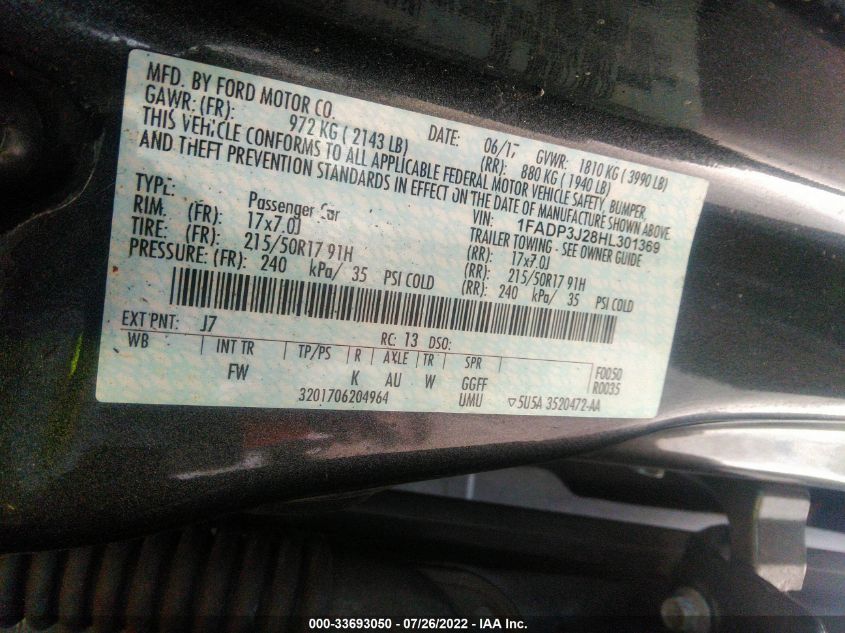 MFD. BY FORD MOTOR CO.
DATE: 06/17 GVWR: 1810 KG ( 3990 LB)
GAWR: (FR): 972 KG ( 2143 LB) (RR): 880 KG ( 1940 LB)
THIS VEHICLE CONFORMS TO ALL APPLICABLE FEDERAL MOTOR VEHICLE SAFETY, BUMPER,
AND THEFT PREVENTION STANDARDS IN EFFECT ON THE DATE OF MANUFACTURE SHOWN ABOVE.
VIN: 1FADP3J28HL301369
TYPE: Passenger Car TRAILER TOWING - SEE OWNER GUIDE
RIM: (FR): 17x7.0J (RR): 17x7.0J
TIRE: (FR): 215/50R17 91H (RR): 215/50R17 91H
PRESSURE: (FR): 240 kPa/ 35 PSI COLD (RR): 240 kPa/ 35 PSI COLD
EXT PNT: J7 RC: 13 DSO:
WB INT TR TP/PS R AXLE TR SPR F0050
FW K AU W GGFF R0035
3201706204964 UMU ▽5U5A 3520472-AA
000-33693050 - 07/26/2022 - IAA Inc.